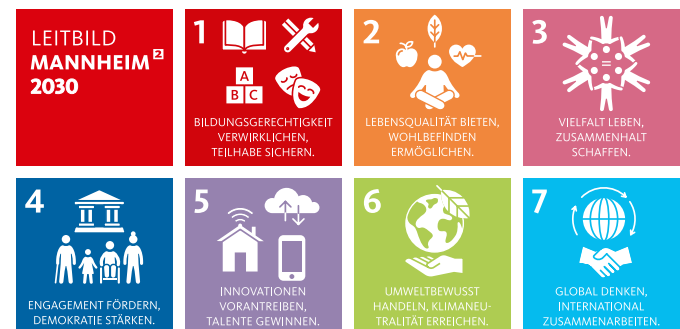 LEITBILD
MANNHEIM²
2030
1
A
B C
BILDUNGSGERECHTIGKEIT
VERWIRKLICHEN,
TEILHABE SICHERN.
2
LEBENSQUALITÄT BIETEN,
WOHLBEFINDEN
ERMÖGLICHEN.
3
=
VIELFALT LEBEN,
ZUSAMMENHALT
SCHAFFEN.
4
ENGAGEMENT FÖRDERN,
DEMOKRATIE STÄRKEN.
5
INNOVATIONEN
VORANTREIBEN,
TALENTE GEWINNEN.
6
UMWELTBEWUSST
HANDELN, KLIMANEU-
TRALITÄT ERREICHEN.
7
GLOBAL DENKEN,
INTERNATIONAL
ZUSAMMENARBEITEN.